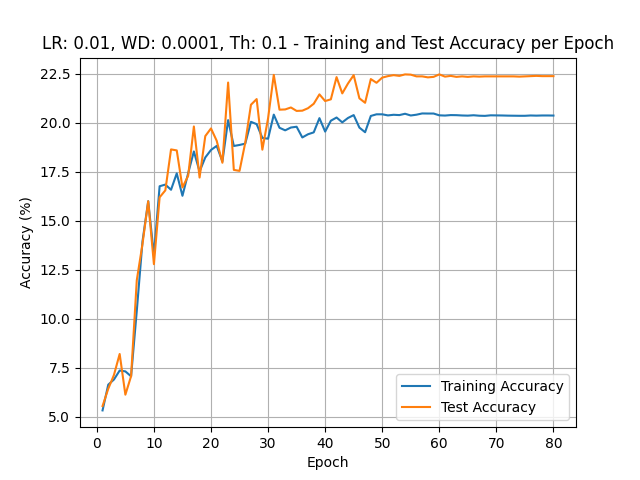 LR: 0.01, WD: 0.0001, Th: 0.1 - Training and Test Accuracy per Epoch
Accuracy (%)
22.5
20.0
17.5
15.0
12.5
10.0
7.5
5.0
Training Accuracy
Test Accuracy
0 10 20 30 40 50 60 70 80
Epoch